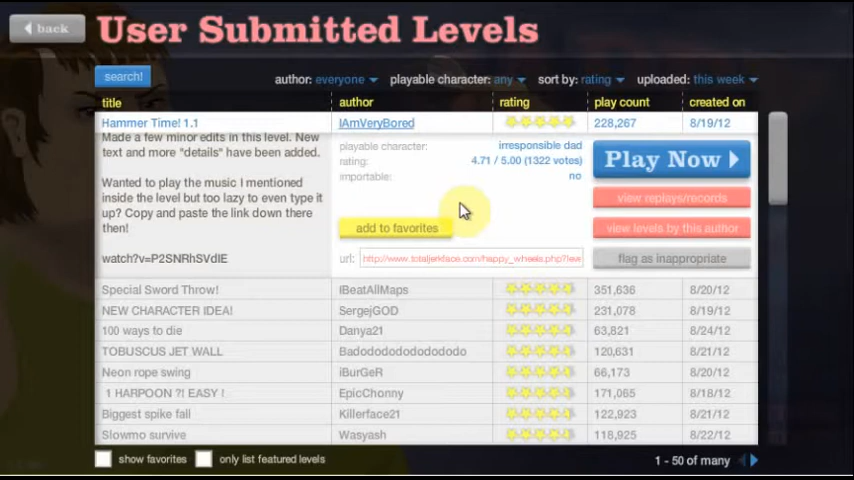 back
User Submitted Levels
search!
author: everyone playable character: any sort by: rating uploaded: this week
title author rating play count created on
Hammer Time! 1.1 IAmVeryBored 228,267 8/19/12
Made a few minor edits in this level. New
text and more "details" have been added.
Wanted to play the music I mentioned
inside the level but too lazy to even type it
up? Copy and paste the link down there
then!
watch?v=P2SNRhSVdIE
playable character: irresponsible dad
rating: 4.71 / 5.00 (1322 votes)
importable: no
add to favorites
url: http://www.totaljerkface.com/happy_wheels.php?leve
Play Now
view replays/records
view levels by this author
flag as inappropriate
Special Sword Throw! IBeatAllMaps 351,636 8/20/12
NEW CHARACTER IDEA! SergejGOD 231,078 8/19/12
100 ways to die Danya21 63,821 8/24/12
TOBUSCUS JET WALL Badodododododododo 120,631 8/21/12
Neon rope swing iBurGeR 66,173 8/20/12
1 HARPOON ?! EASY ! EpicChonny 171,065 8/18/12
Biggest spike fall Killerface21 122,923 8/21/12
Slowmo survive Wasyash 118,925 8/22/12
show favorites only list featured levels 1 - 50 of many